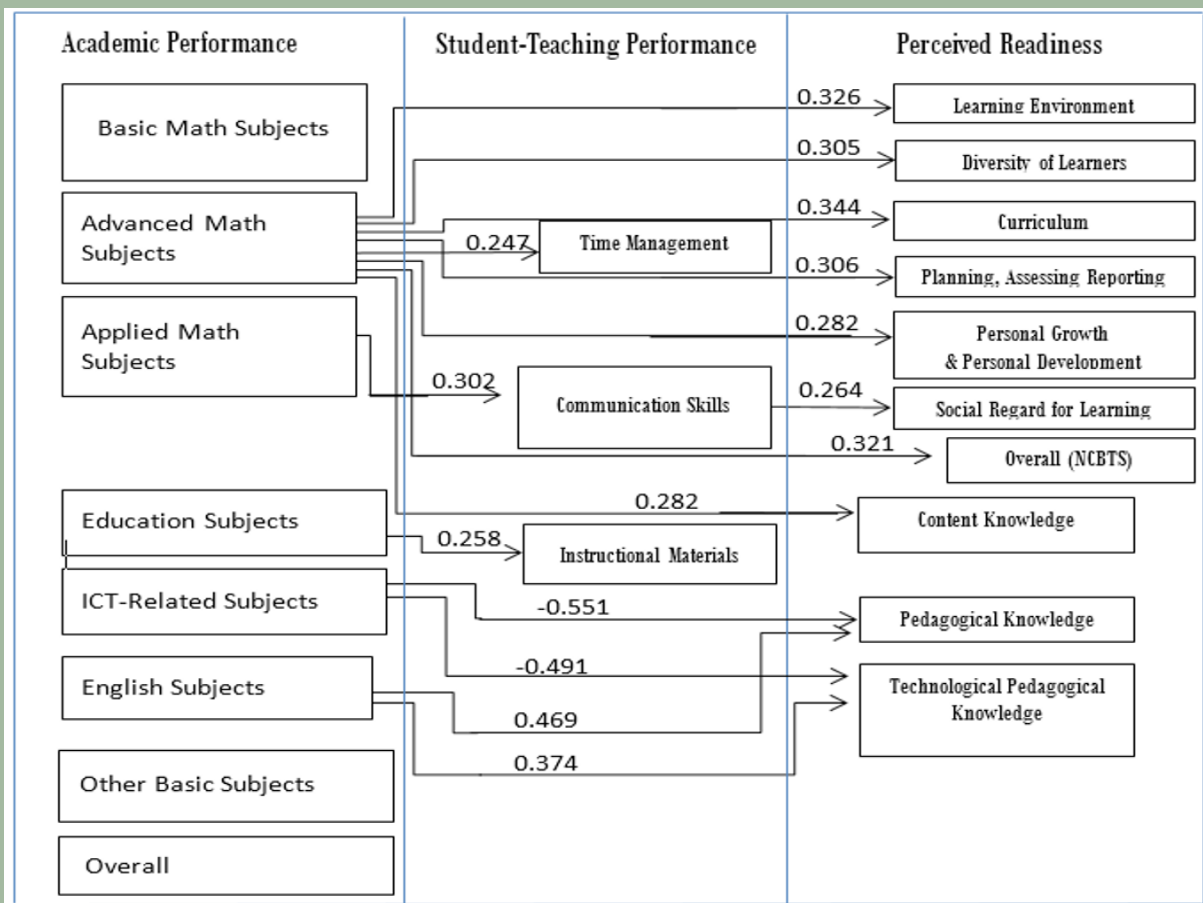 Academic Performance
Student-Teaching Performance
Perceived Readiness
Basic Math Subjects
0.326
Learning Environment
0.305
Diversity of Learners
Advanced Math
Subjects
0.344
Curriculum
0.247
Time Management
0.306
Planning, Assessing Reporting
Applied Math
Subjects
0.282
Personal Growth
& Personal Development
0.302
Communication Skills
0.264
Social Regard for Learning
0.321
Overall (NCBTS)
Education Subjects
0.282
Content Knowledge
0.258
Instructional Materials
ICT-Related Subjects
-0.551
Pedagogical Knowledge
-0.491
English Subjects
Technological Pedagogical
Knowledge
0.469
0.374
Other Basic Subjects
Overall